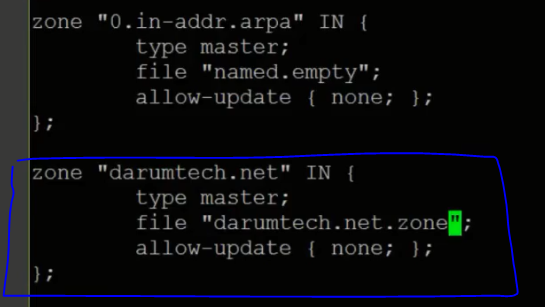 zone "0.in-addr.arpa" IN {
type master;
file "named.empty";
allow-update { none; };
};
zone "darumtech.net" IN {
type master;
file "darumtech.net.zone";
allow-update { none; };
};